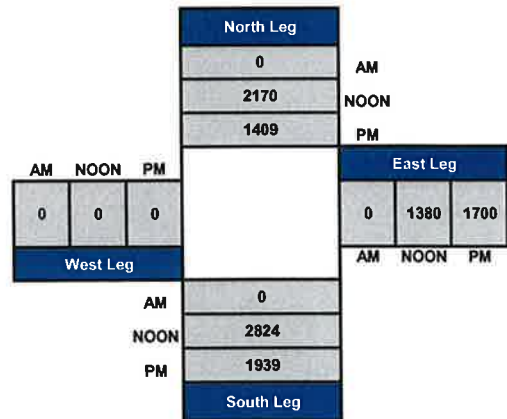 North Leg
0 AM
2170 NOON
1409 PM
AM NOON PM
East Leg
0 0 0
0 1380 1700
West Leg
AM NOON PM
AM 0
NOON 2824
PM 1939
South Leg